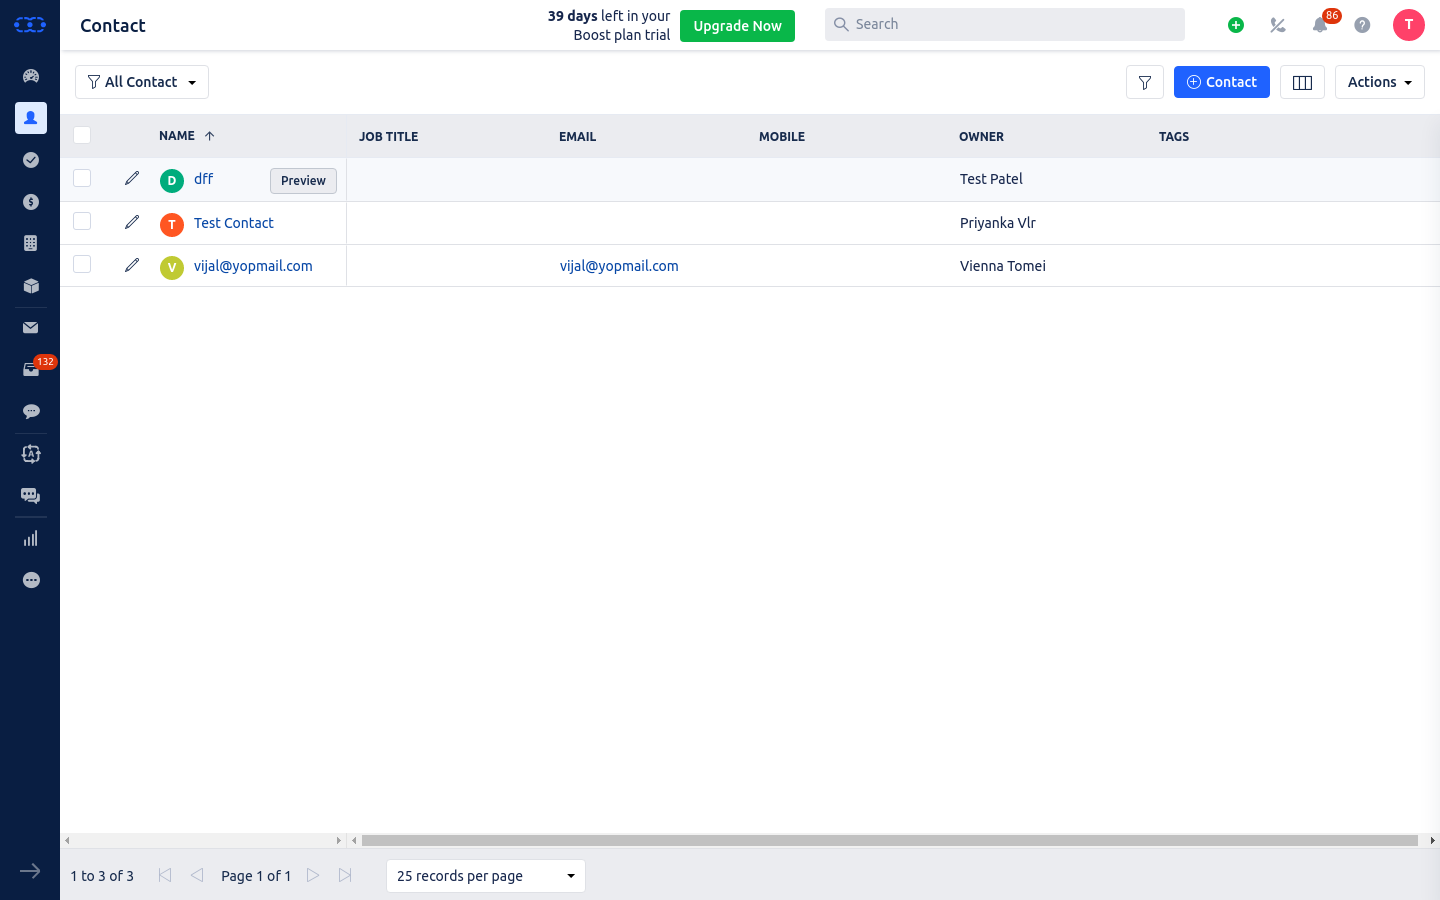 Contact
39 days left in your
Boost plan trial
Upgrade Now
Search
86
T
All Contact
Contact
Actions
NAME JOB TITLE EMAIL MOBILE OWNER TAGS
D dff Preview Test Patel
T Test Contact Priyanka Vlr
V vijal@yopmail.com vijal@yopmail.com Vienna Tomei
132
1 to 3 of 3 Page 1 of 1 25 records per page